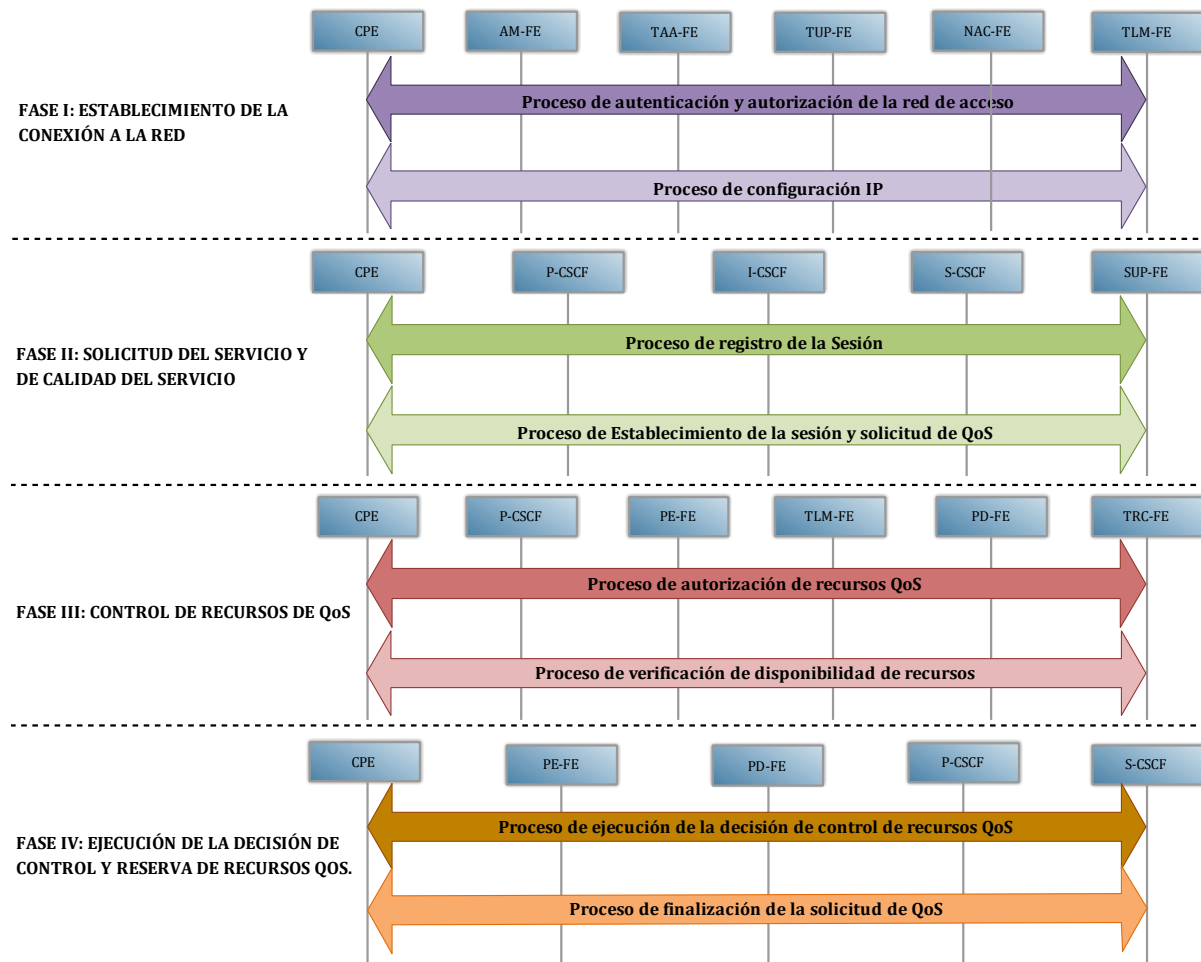 CPE AM-FE TAA-FE TUP-FE NAC-FE TLM-FE
Proceso de autenticación y autorización de la red de acceso
FASE I: ESTABLECIMIENTO DE LA
CONEXIÓN A LA RED
Proceso de configuración IP
CPE P-CSCF I-CSCF S-CSCF SUP-FE
Proceso de registro de la Sesión
FASE II: SOLICITUD DEL SERVICIO Y
DE CALIDAD DEL SERVICIO
Proceso de Establecimiento de la sesión y solicitud de QoS
CPE P-CSCF PE-FE TLM-FE PD-FE TRC-FE
Proceso de autorización de recursos QoS
FASE III: CONTROL DE RECURSOS DE QoS
Proceso de verificación de disponibilidad de recursos
CPE PE-FE PD-FE P-CSCF S-CSCF
Proceso de ejecución de la decisión de control de recursos QoS
FASE IV: EJECUCIÓN DE LA DECISIÓN DE
CONTROL Y RESERVA DE RECURSOS QOS.
Proceso de finalización de la solicitud de QoS